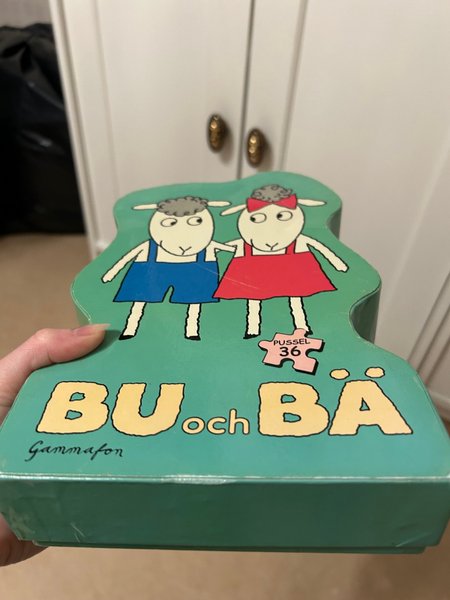 PUSSEL
36
BU och BÄ
Gammafon